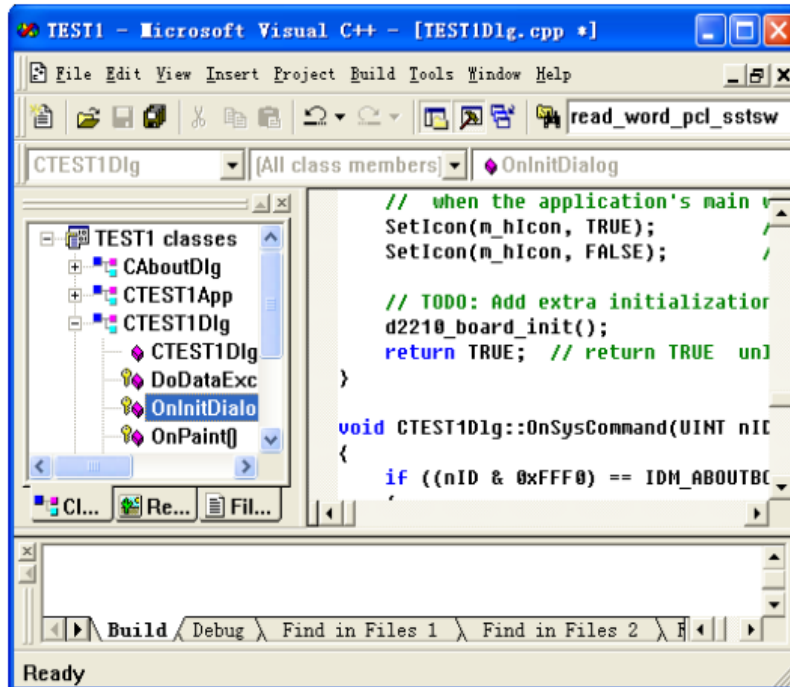 TEST1 - Microsoft Visual C++ - [TEST1Dlg.cpp *]
File Edit View Insert Project Build Tools Window Help
read_word_pcl_sstsw
CTEST1Dlg (All class members) OnInitDialog
TEST1 classes
CAboutDlg
CTEST1App
CTEST1Dlg
CTEST1Dlg
DoDataExc
OnInitDialo
OnPaint()
Cl... Re... Fil...
// when the application's main w
SetIcon(m_hIcon, TRUE); /
SetIcon(m_hIcon, FALSE); /
// TODO: Add extra initialization
d2210_board_init();
return TRUE; // return TRUE unl
}
void CTEST1Dlg::OnSysCommand(UINT nID
{
if ((nID & 0xFFF0) == IDM_ABOUTBO
{
Build Debug Find in Files 1 Find in Files 2
Ready